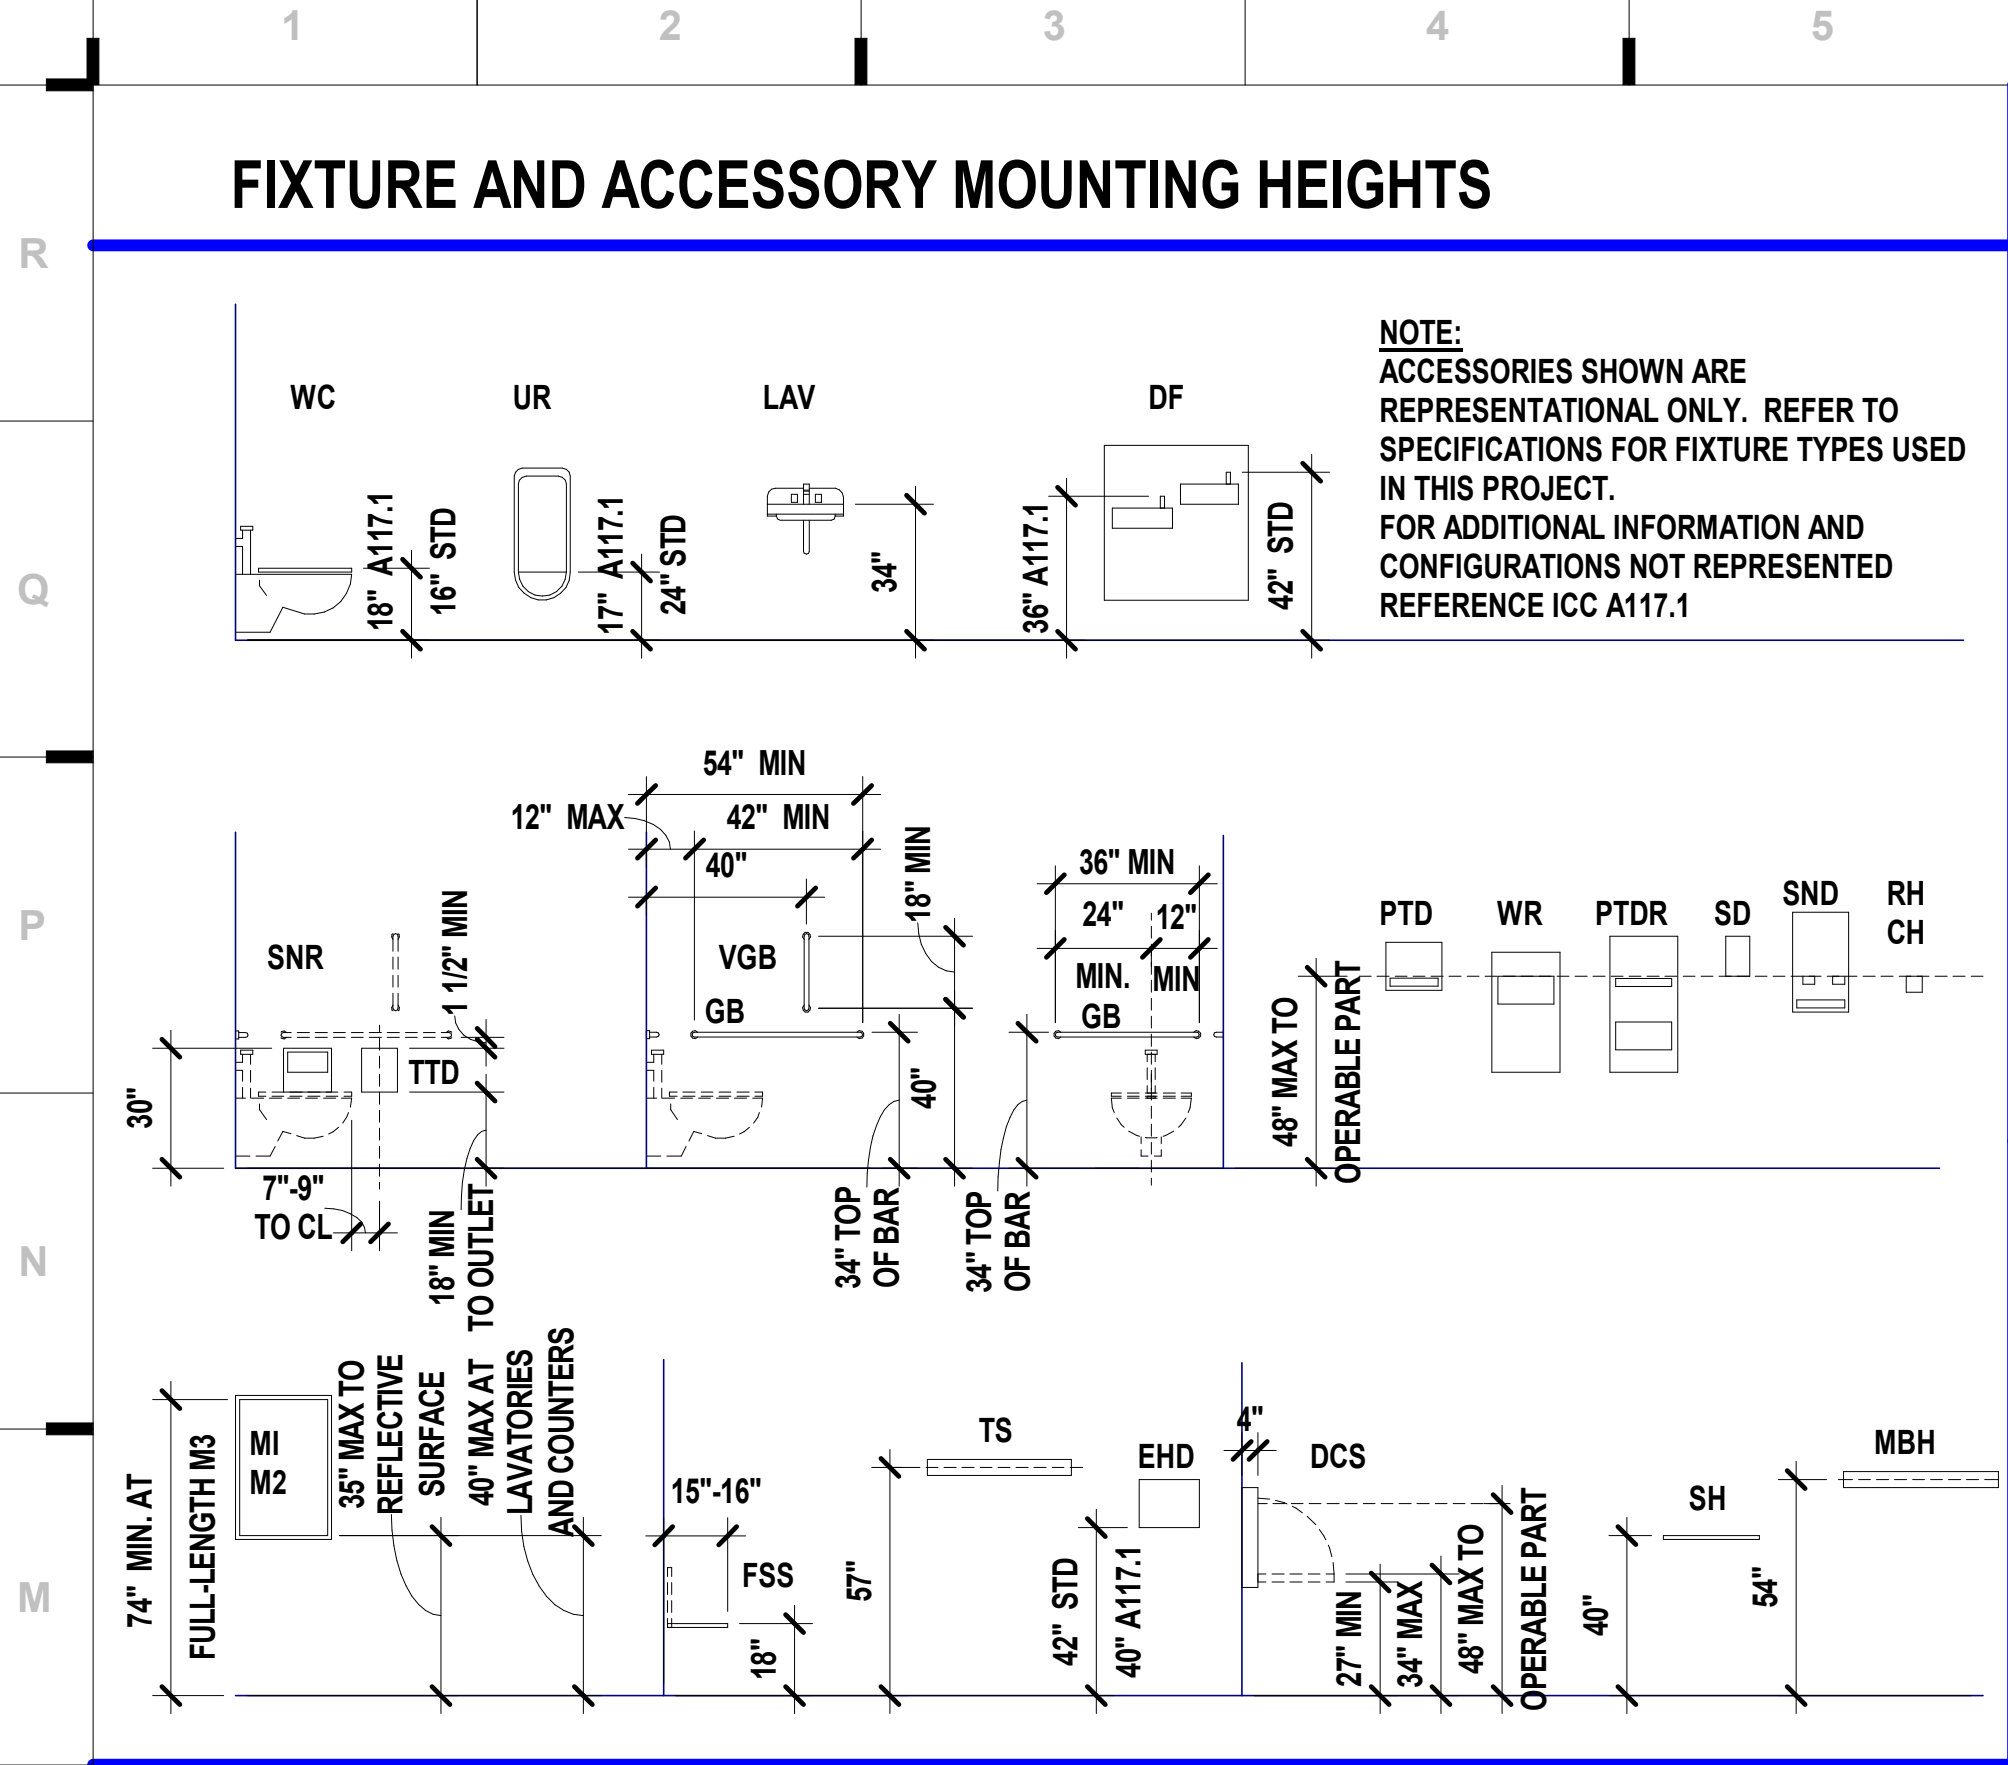 1
2
3
4
5
FIXTURE AND ACCESSORY MOUNTING HEIGHTS
R
NOTE:
ACCESSORIES SHOWN ARE
REPRESENTATIONAL ONLY.  REFER TO
SPECIFICATIONS FOR FIXTURE TYPES USED
IN THIS PROJECT.
FOR ADDITIONAL INFORMATION AND
CONFIGURATIONS NOT REPRESENTED
REFERENCE ICC A117.1
WC
UR
LAV
DF
Q
18" A117.1
16" STD
17" A117.1
24" STD
34"
36" A117.1
42" STD
54" MIN
12" MAX
42" MIN
40"
18" MIN
36" MIN
24"
12"
MIN.
MIN
GB
VGB
GB
P
SNR
1 1/2" MIN
TTD
30"
7"-9"
TO CL
18" MIN
TO OUTLET
34" TOP
OF BAR
40"
34" TOP
OF BAR
48" MAX TO
OPERABLE PART
PTD
WR
PTDR
SD
SND
RH
CH
N
74" MIN. AT
FULL-LENGTH M3
MI
M2
35" MAX TO
REFLECTIVE
SURFACE
40" MAX AT
LAVATORIES
AND COUNTERS
15"-16"
FSS
18"
TS
57"
EHD
42" STD
40" A117.1
4"
DCS
27" MIN
34" MAX
48" MAX TO
OPERABLE PART
SH
40"
MBH
54"
M